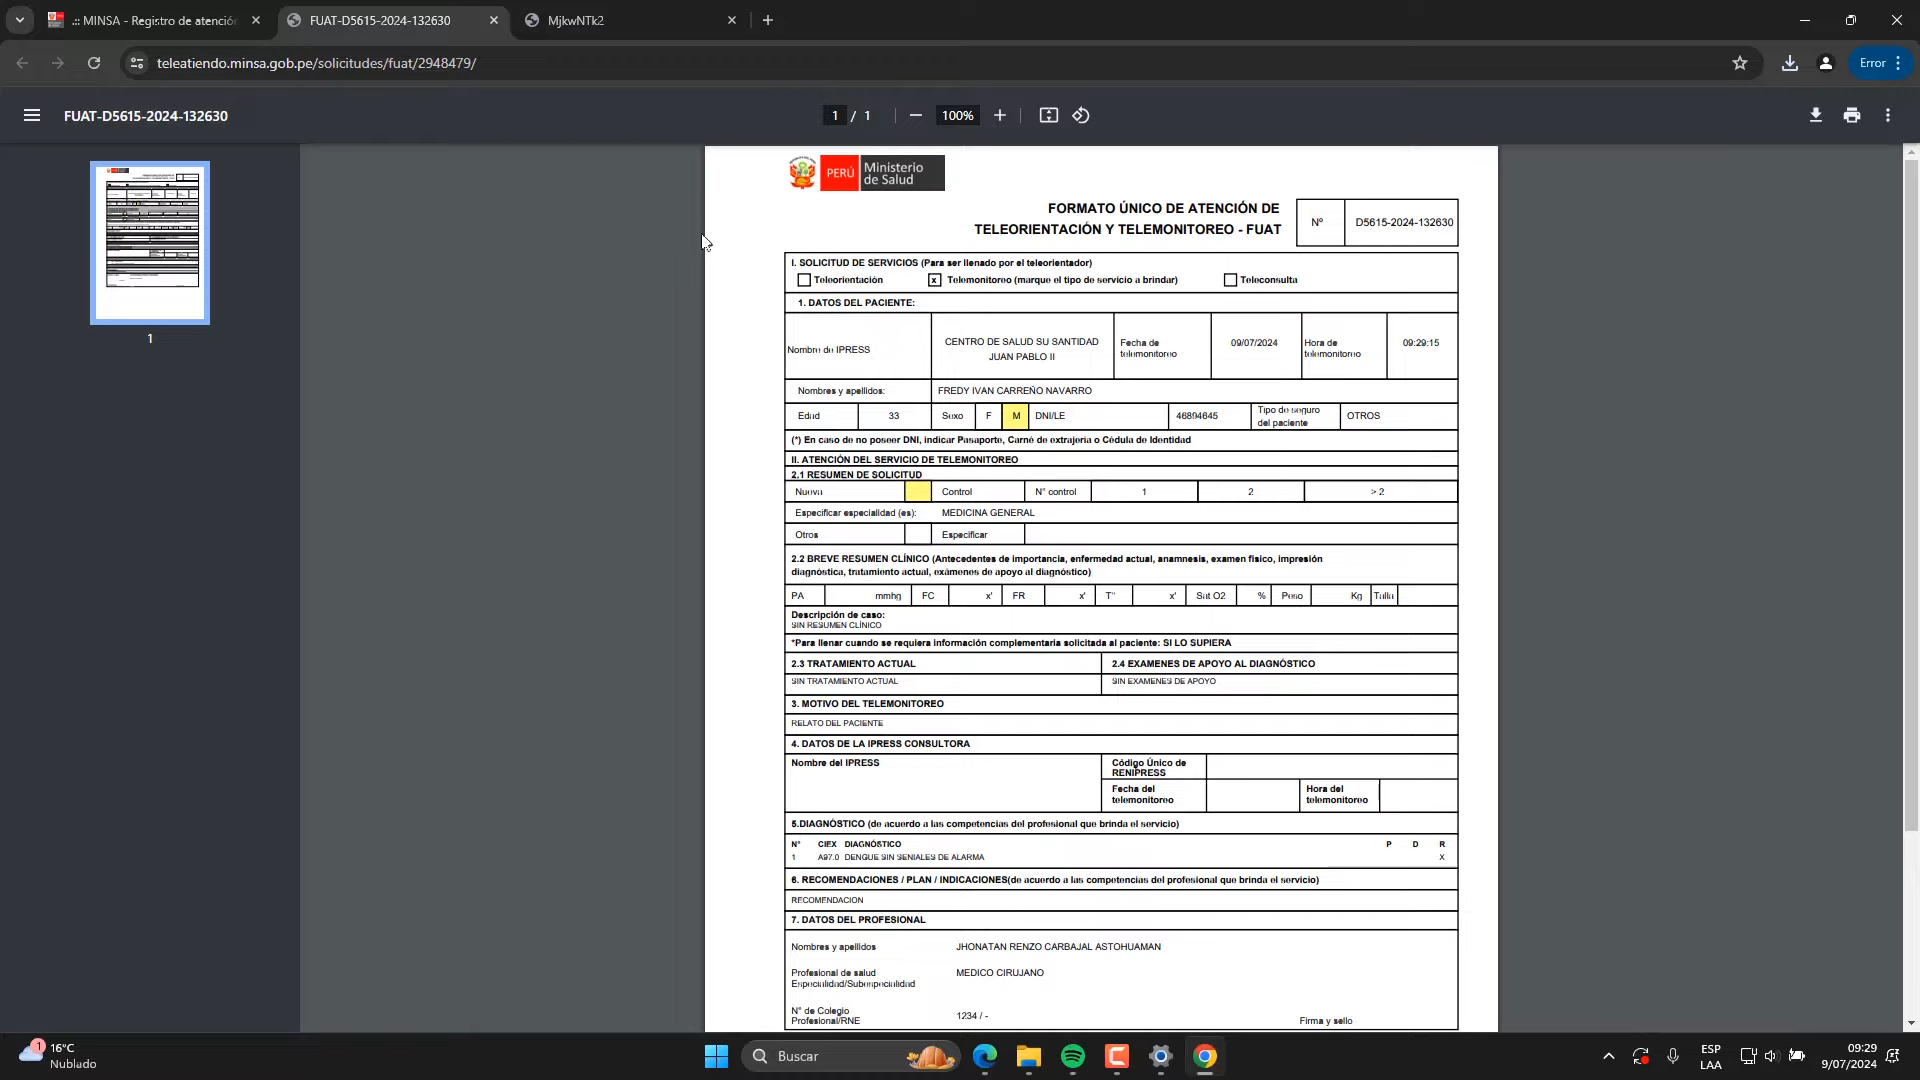 .:: MINSA - Registro de atenció
FUAT-D5615-2024-132630
MjkwNTk2
teleatiendo.minsa.gob.pe/solicitudes/fuat/2948479/
Error
FUAT-D5615-2024-132630
1 / 1
100%
1
PERÚ Ministerio de Salud
FORMATO ÚNICO DE ATENCIÓN DE
TELEORIENTACIÓN Y TELEMONITOREO - FUAT
Nº D5615-2024-132630
I. SOLICITUD DE SERVICIOS (Para ser llenado por el teleorientador)
Teleorientación x Telemonitoreo (marque el tipo de servicio a brindar) Teleconsulta
1. DATOS DEL PACIENTE:
Nombre de IPRESS CENTRO DE SALUD SU SANTIDAD JUAN PABLO II Fecha de telemonitoreo 09/07/2024 Hora de telemonitoreo 09:29:15
Nombres y apellidos: FREDY IVAN CARREÑO NAVARRO
Edad 33 Sexo F M DNI/LE 46894645 Tipo de seguro del paciente OTROS
(*) En caso de no poseer DNI, indicar Pasaporte, Carné de extrajeria o Cédula de Identidad
II. ATENCIÓN DEL SERVICIO DE TELEMONITOREO
2.1 RESUMEN DE SOLICITUD
Nueva Control N° control 1 2 > 2
Especificar especialidad (es): MEDICINA GENERAL
Otros Especificar
2.2 BREVE RESUMEN CLÍNICO (Antecedentes de importancia, enfermedad actual, anamnesis, examen físico, impresión
diagnóstica, tratamiento actual, exámenes de apoyo al diagnóstico)
PA mmhg FC x' FR x' T° x' Sat O2 % Peso Kg Talla
Descripción de caso:
SIN RESUMEN CLÍNICO
*Para llenar cuando se requiera información complementaria solicitada al paciente: SI LO SUPIERA
2.3 TRATAMIENTO ACTUAL 2.4 EXAMENES DE APOYO AL DIAGNÓSTICO
SIN TRATAMIENTO ACTUAL SIN EXAMENES DE APOYO
3. MOTIVO DEL TELEMONITOREO
RELATO DEL PACIENTE
4. DATOS DE LA IPRESS CONSULTORA
Nombre del IPRESS Código Único de RENIPRESS
Fecha del telemonitoreo Hora del telemonitoreo
5.DIAGNÓSTICO (de acuerdo a las competencias del profesional que brinda el servicio)
N° CIEX DIAGNÓSTICO P D R
1 A97.0 DENGUE SIN SENIALES DE ALARMA X
6. RECOMENDACIONES / PLAN / INDICACIONES(de acuerdo a las competencias del profesional que brinda el servicio)
RECOMENDACION
7. DATOS DEL PROFESIONAL
Nombres y apellidos JHONATAN RENZO CARBAJAL ASTOHUAMAN
Profesional de salud MEDICO CIRUJANO
Especialidad/Subespecialidad
N° de Colegio
Profesional/RNE 1234 / - Firma y sello
1
16°C
Nublado
Buscar
ESP
LAA
09:29
9/07/2024